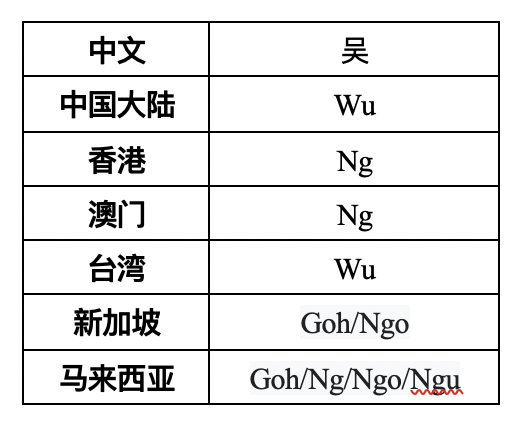 中文 吴
中国大陆 Wu
香港 Ng
澳门 Ng
台湾 Wu
新加坡 Goh/Ngo
马来西亚 Goh/Ng/Ngo/Ngu